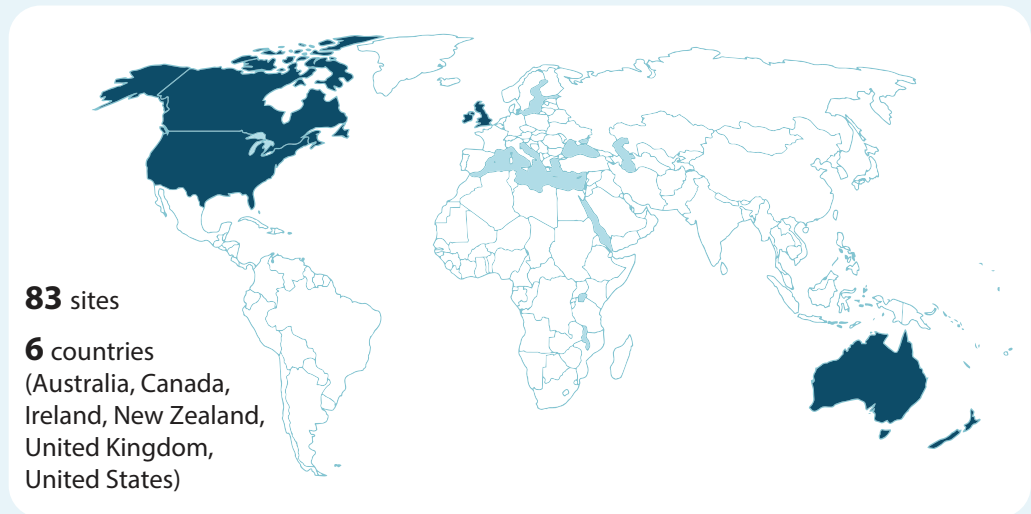 83 sites
6 countries
(Australia, Canada,
Ireland, New Zealand,
United Kingdom,
United States)